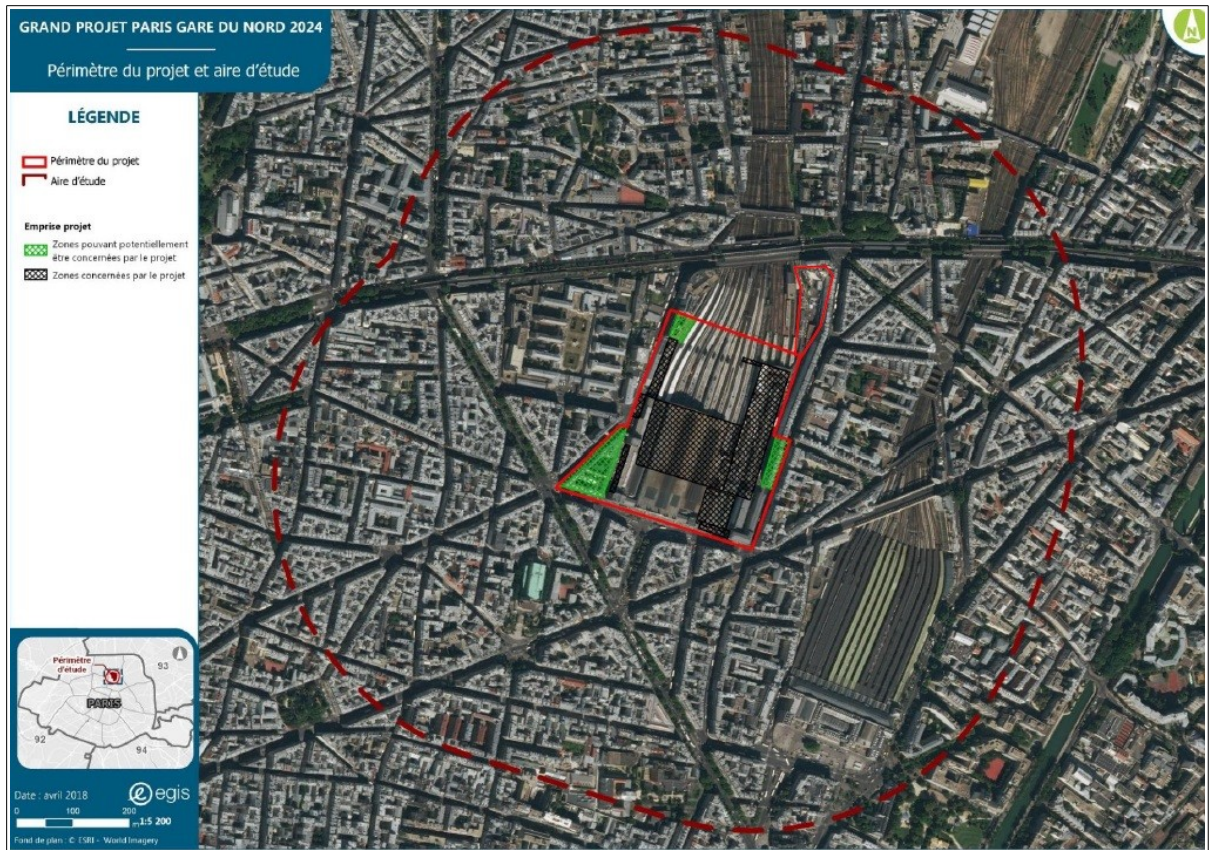 GRAND PROJET PARIS GARE DU NORD 2024
Périmètre du projet et aire d'étude
LÉGENDE
Périmètre du projet
Aire d'étude
Emprise projet
Zones pouvant potentiellement
être concernées par le projet
Zones concernées par le projet
N
Périmètre
d'étude
93
PARIS
92
94
Date : avril 2018
egis
0 100 200
m 1:5 200
Fond de plan : © ESRI - World Imagery